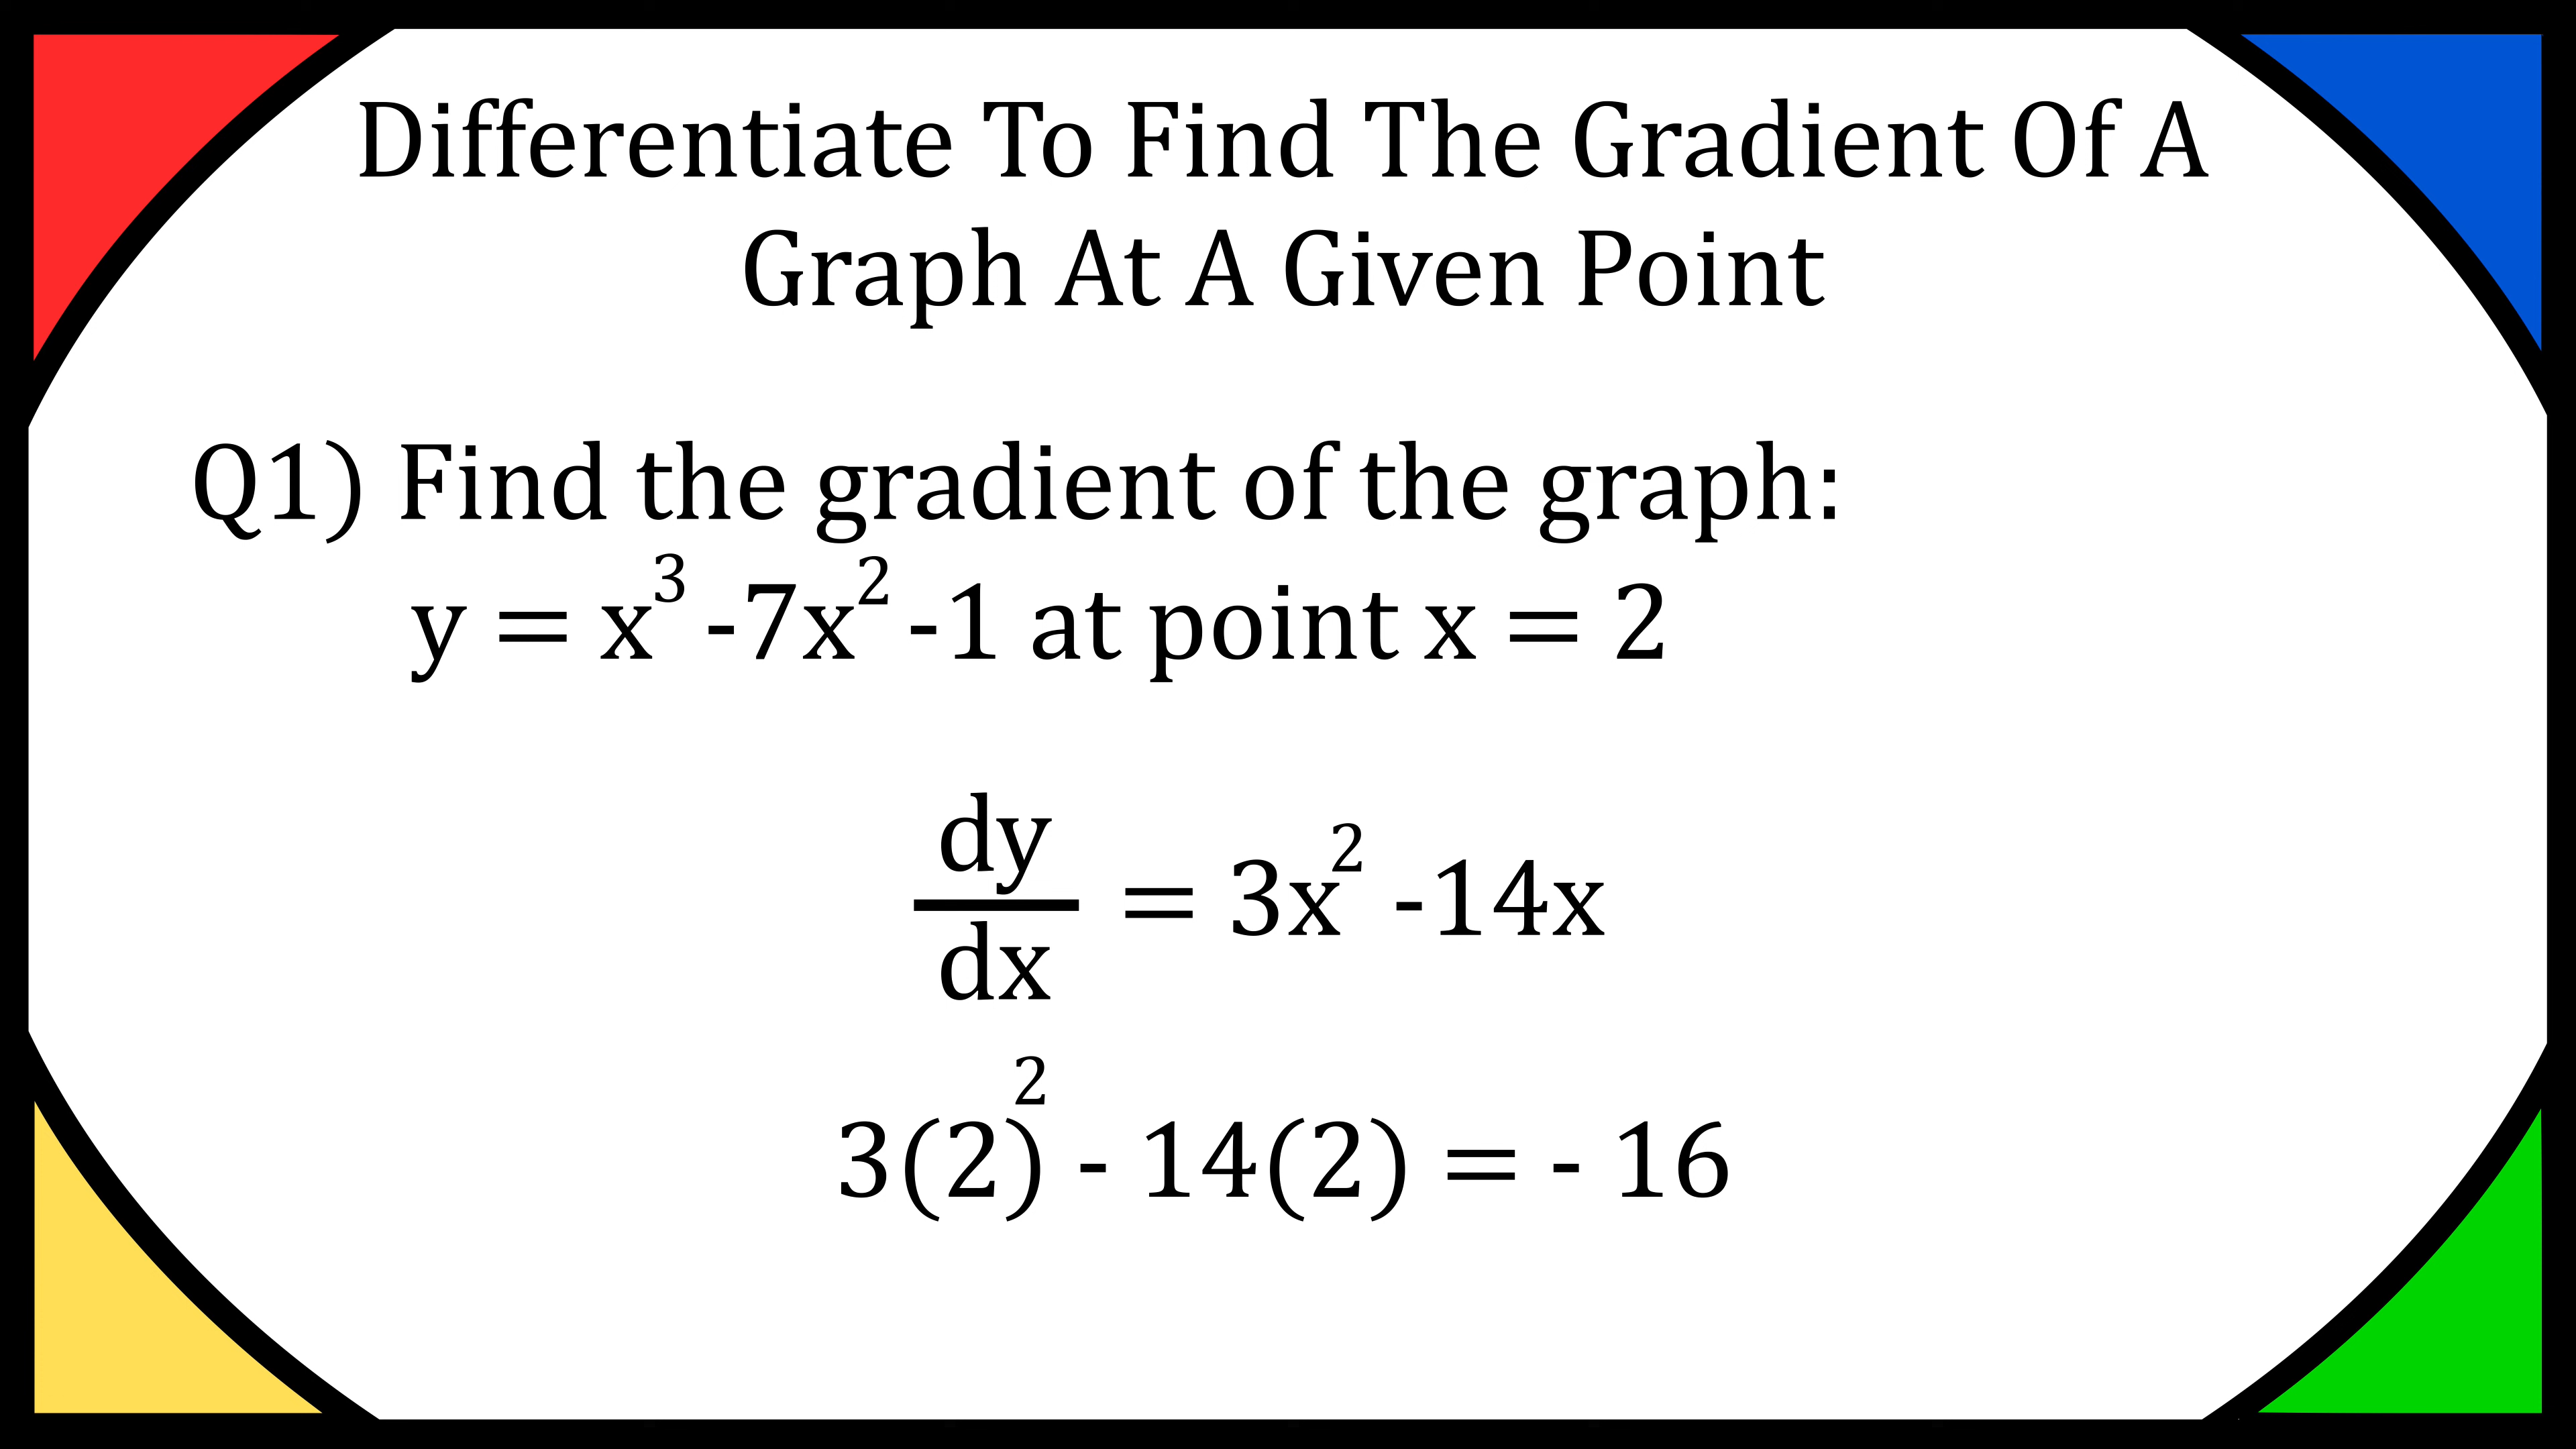 Differentiate To Find The Gradient Of A
Graph At A Given Point
Q1) Find the gradient of the graph:
y = x³ -7x² -1 at point x = 2
dy
dx
= 3x² -14x
3(2)² - 14(2) = - 16